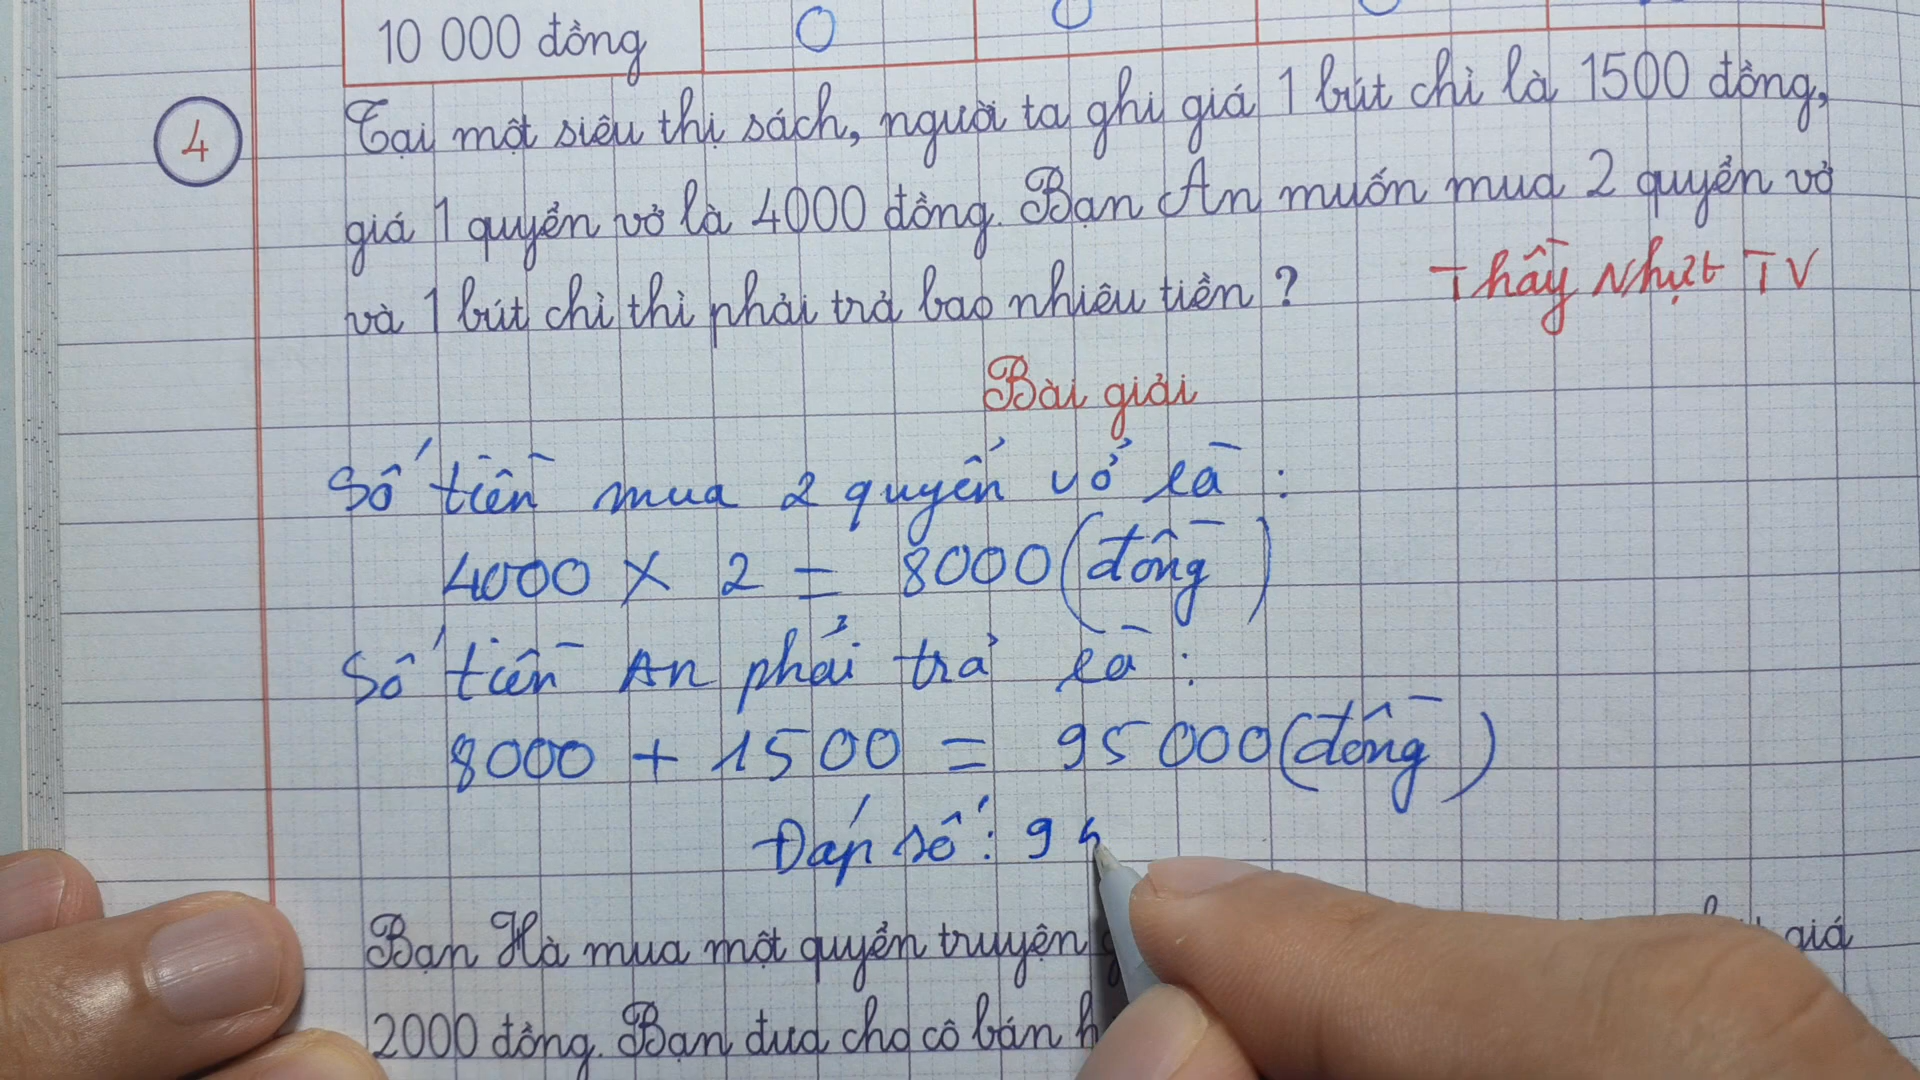 10 000 đồng
4
Tại một siêu thị sách, người ta ghi giá 1 bút chì là 1500 đồng,
giá 1 quyển vở là 4000 đồng. Bạn An muốn mua 2 quyển vở
và 1 bút chì thì phải trả bao nhiêu tiền ?
Thầy Nhựt TV
Bài giải
Số tiền mua 2 quyển vở là :
4000 x 2 = 8000 (đồng)
Số tiền An phải trả là :
8000 + 1500 = 95000 (đồng)
Đáp số : 95
Bạn Hà mua một quyển truyện giá
2000 đồng. Bạn đưa cho cô bán